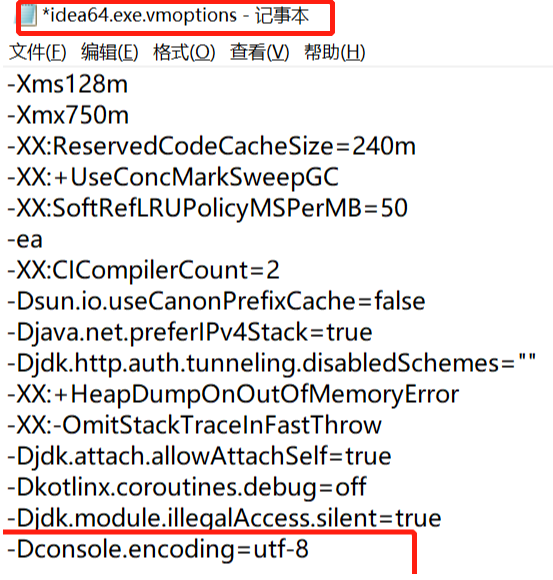 *idea64.exe.vmoptions - 记事本
文件(F) 编辑(E) 格式(O) 查看(V) 帮助(H)
-Xms128m
-Xmx750m
-XX:ReservedCodeCacheSize=240m
-XX:+UseConcMarkSweepGC
-XX:SoftRefLRUPolicyMSPerMB=50
-ea
-XX:CICompilerCount=2
-Dsun.io.useCanonPrefixCache=false
-Djava.net.preferIPv4Stack=true
-Djdk.http.auth.tunneling.disabledSchemes=""
-XX:+HeapDumpOnOutOfMemoryError
-XX:-OmitStackTraceInFastThrow
-Djdk.attach.allowAttachSelf=true
-Dkotlinx.coroutines.debug=off
-Djdk.module.illegalAccess.silent=true
-Dconsole.encoding=utf-8